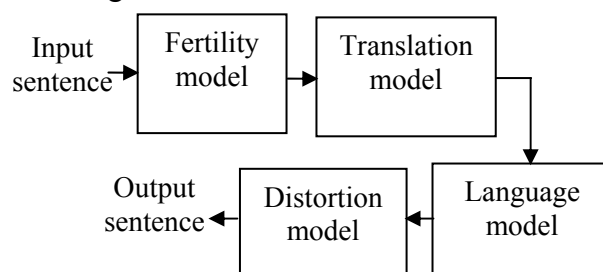 Input
sentence
Fertility
model
Translation
model
Language
model
Distortion
model
Output
sentence